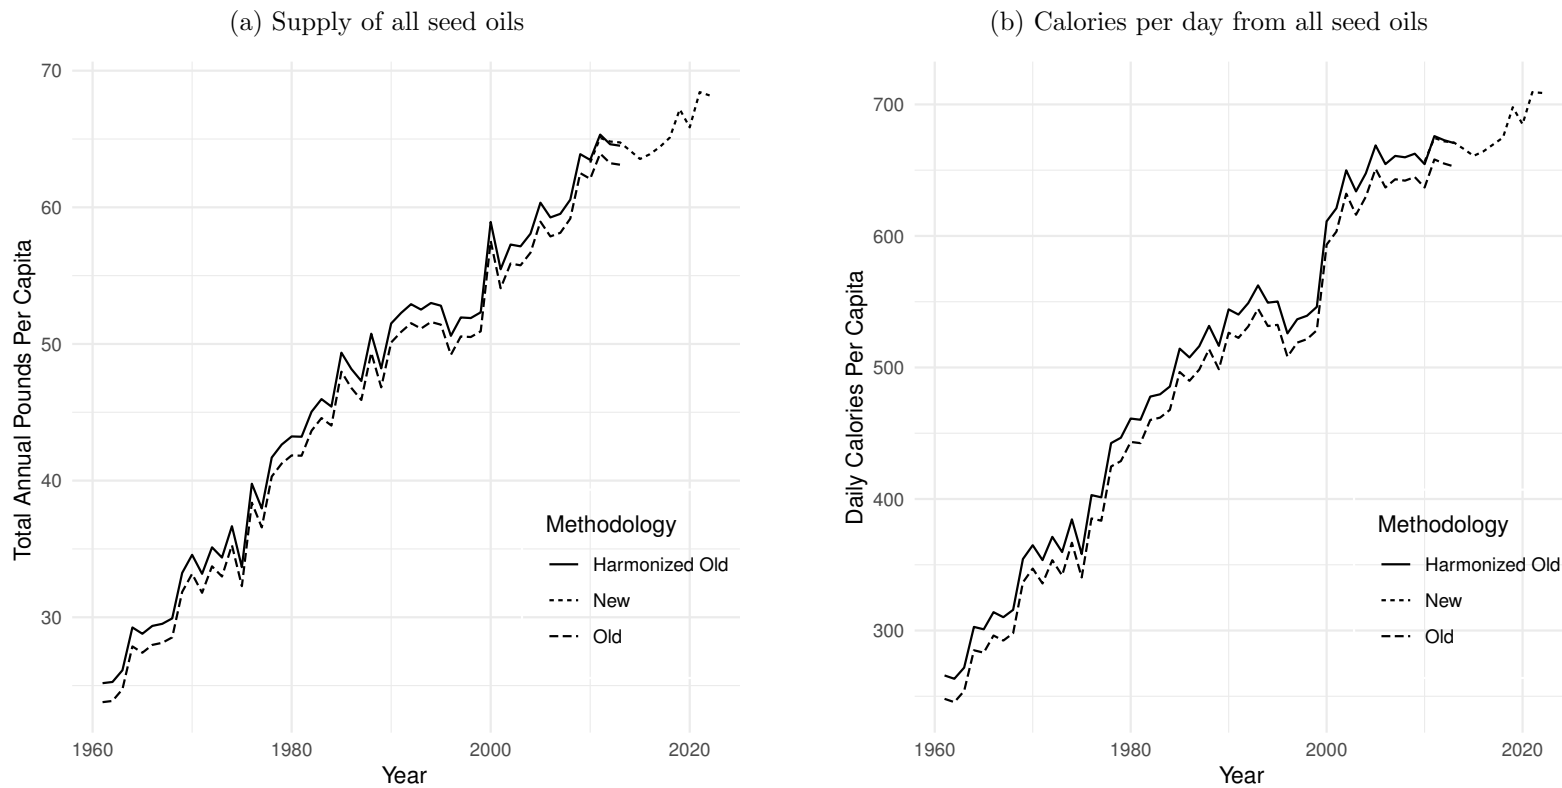 (a) Supply of all seed oils
70
60
50
40
30
Total Annual Pounds Per Capita
1960
1980
2000
2020
Year
Methodology
Harmonized Old
New
Old
(b) Calories per day from all seed oils
700
600
500
400
300
Daily Calories Per Capita
1960
1980
2000
2020
Year
Methodology
Harmonized Old
New
Old